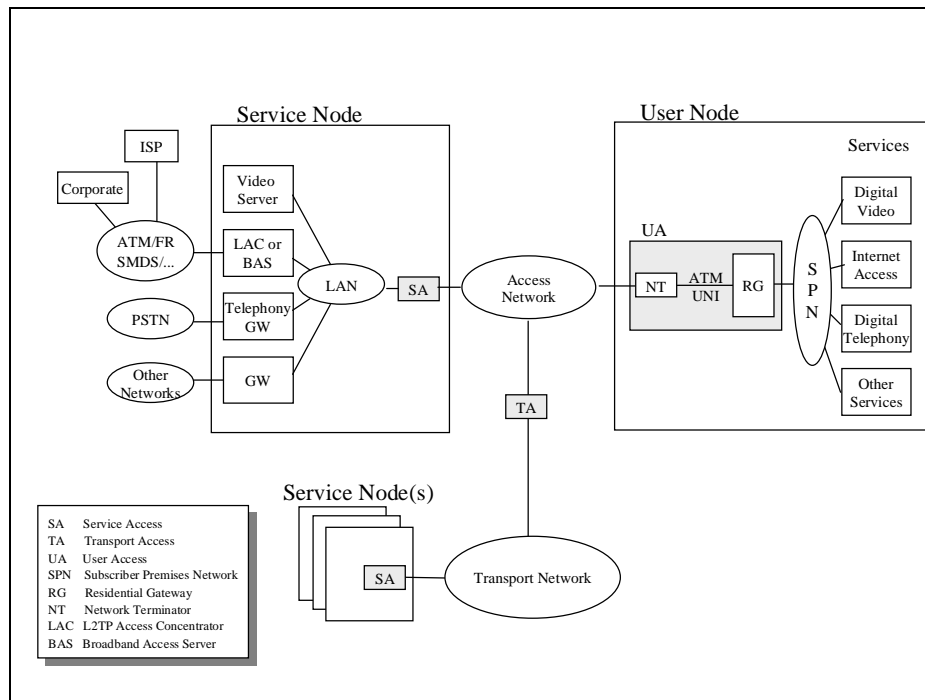 Service Node
User Node
ISP
Corporate
ATM/FR
SMDS/...
PSTN
Other
Networks
Video
Server
LAC or
BAS
Telephony
GW
GW
LAN
SA
Access
Network
UA
NT
ATM
UNI
RG
S
P
N
Services
Digital
Video
Internet
Access
Digital
Telephony
Other
Services
TA
Service Node(s)
SA
Transport Network
SA Service Access
TA Transport Access
UA User Access
SPN Subscriber Premises Network
RG Residential Gateway
NT Network Terminator
LAC L2TP Access Concentrator
BAS Broadband Access Server